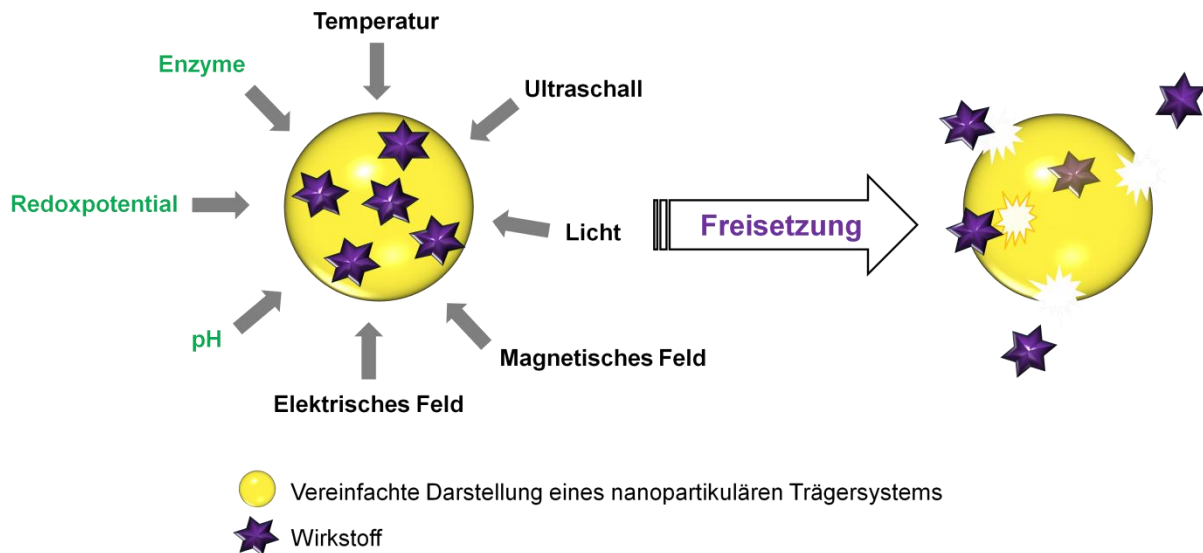 Temperatur
Enzyme
Ultraschall
Redoxpotential
Licht
Freisetzung
pH
Magnetisches Feld
Elektrisches Feld
Vereinfachte Darstellung eines nanopartikulären Trägersystems
Wirkstoff